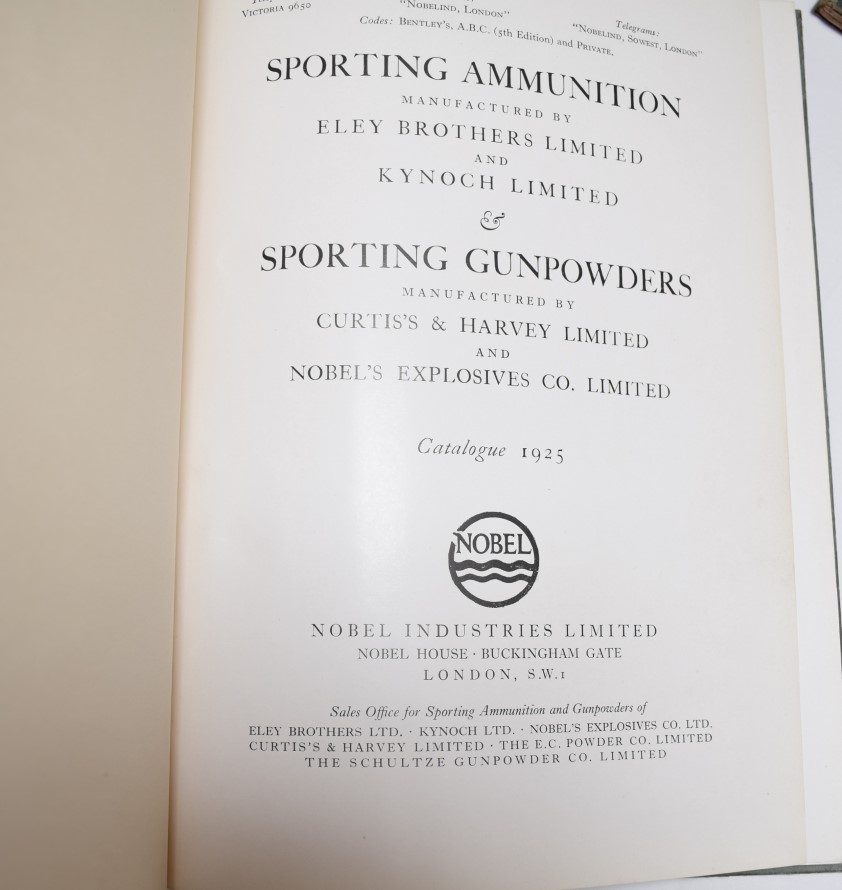 VICTORIA 9650
"NOBELIND, LONDON"
Telegrams:
Codes: BENTLEY'S, A.B.C. (5th Edition) and PRIVATE.
"NOBELIND, SOWEST, LONDON"
SPORTING AMMUNITION
MANUFACTURED BY
ELEY BROTHERS LIMITED
AND
KYNOCH LIMITED
&
SPORTING GUNPOWDERS
MANUFACTURED BY
CURTIS'S & HARVEY LIMITED
AND
NOBEL'S EXPLOSIVES CO. LIMITED
Catalogue 1925
NOBEL
NOBEL INDUSTRIES LIMITED
NOBEL HOUSE · BUCKINGHAM GATE
LONDON, S.W.1
Sales Office for Sporting Ammunition and Gunpowders of
ELEY BROTHERS LTD. · KYNOCH LTD. · NOBEL'S EXPLOSIVES CO. LTD.
CURTIS'S & HARVEY LIMITED · THE E.C. POWDER CO. LIMITED
THE SCHULTZE GUNPOWDER CO. LIMITED